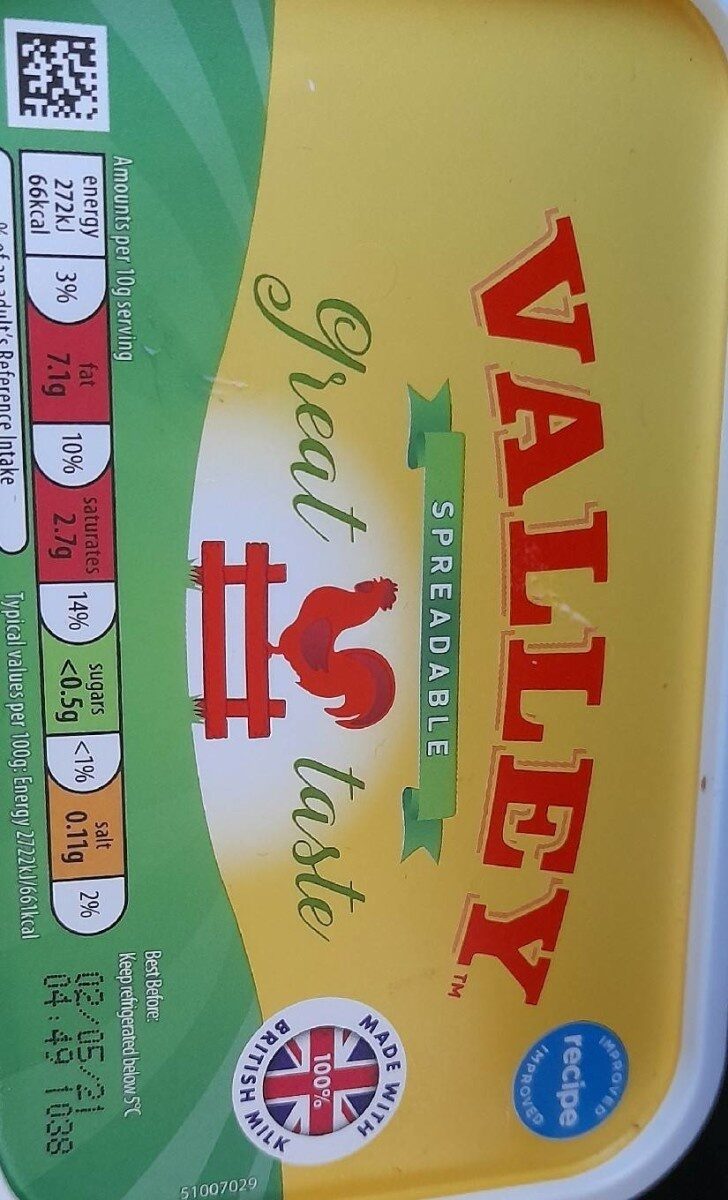 IMPROVED
recipe
IMPROVED
VALLEY™
SPREADABLE
Great taste
MADE WITH
100%
BRITISH MILK
Amounts per 10g serving
energy
272kJ
66kcal
3%
fat
7.1g
10%
saturates
2.7g
14%
sugars
<0.5g
<1%
salt
0.11g
2%
% of an adult's Reference Intake
Typical values per 100g: Energy 2722kJ/661kcal
Best Before:
Keep refrigerated below 5°C
02/05/21
04:49 1038
51007029